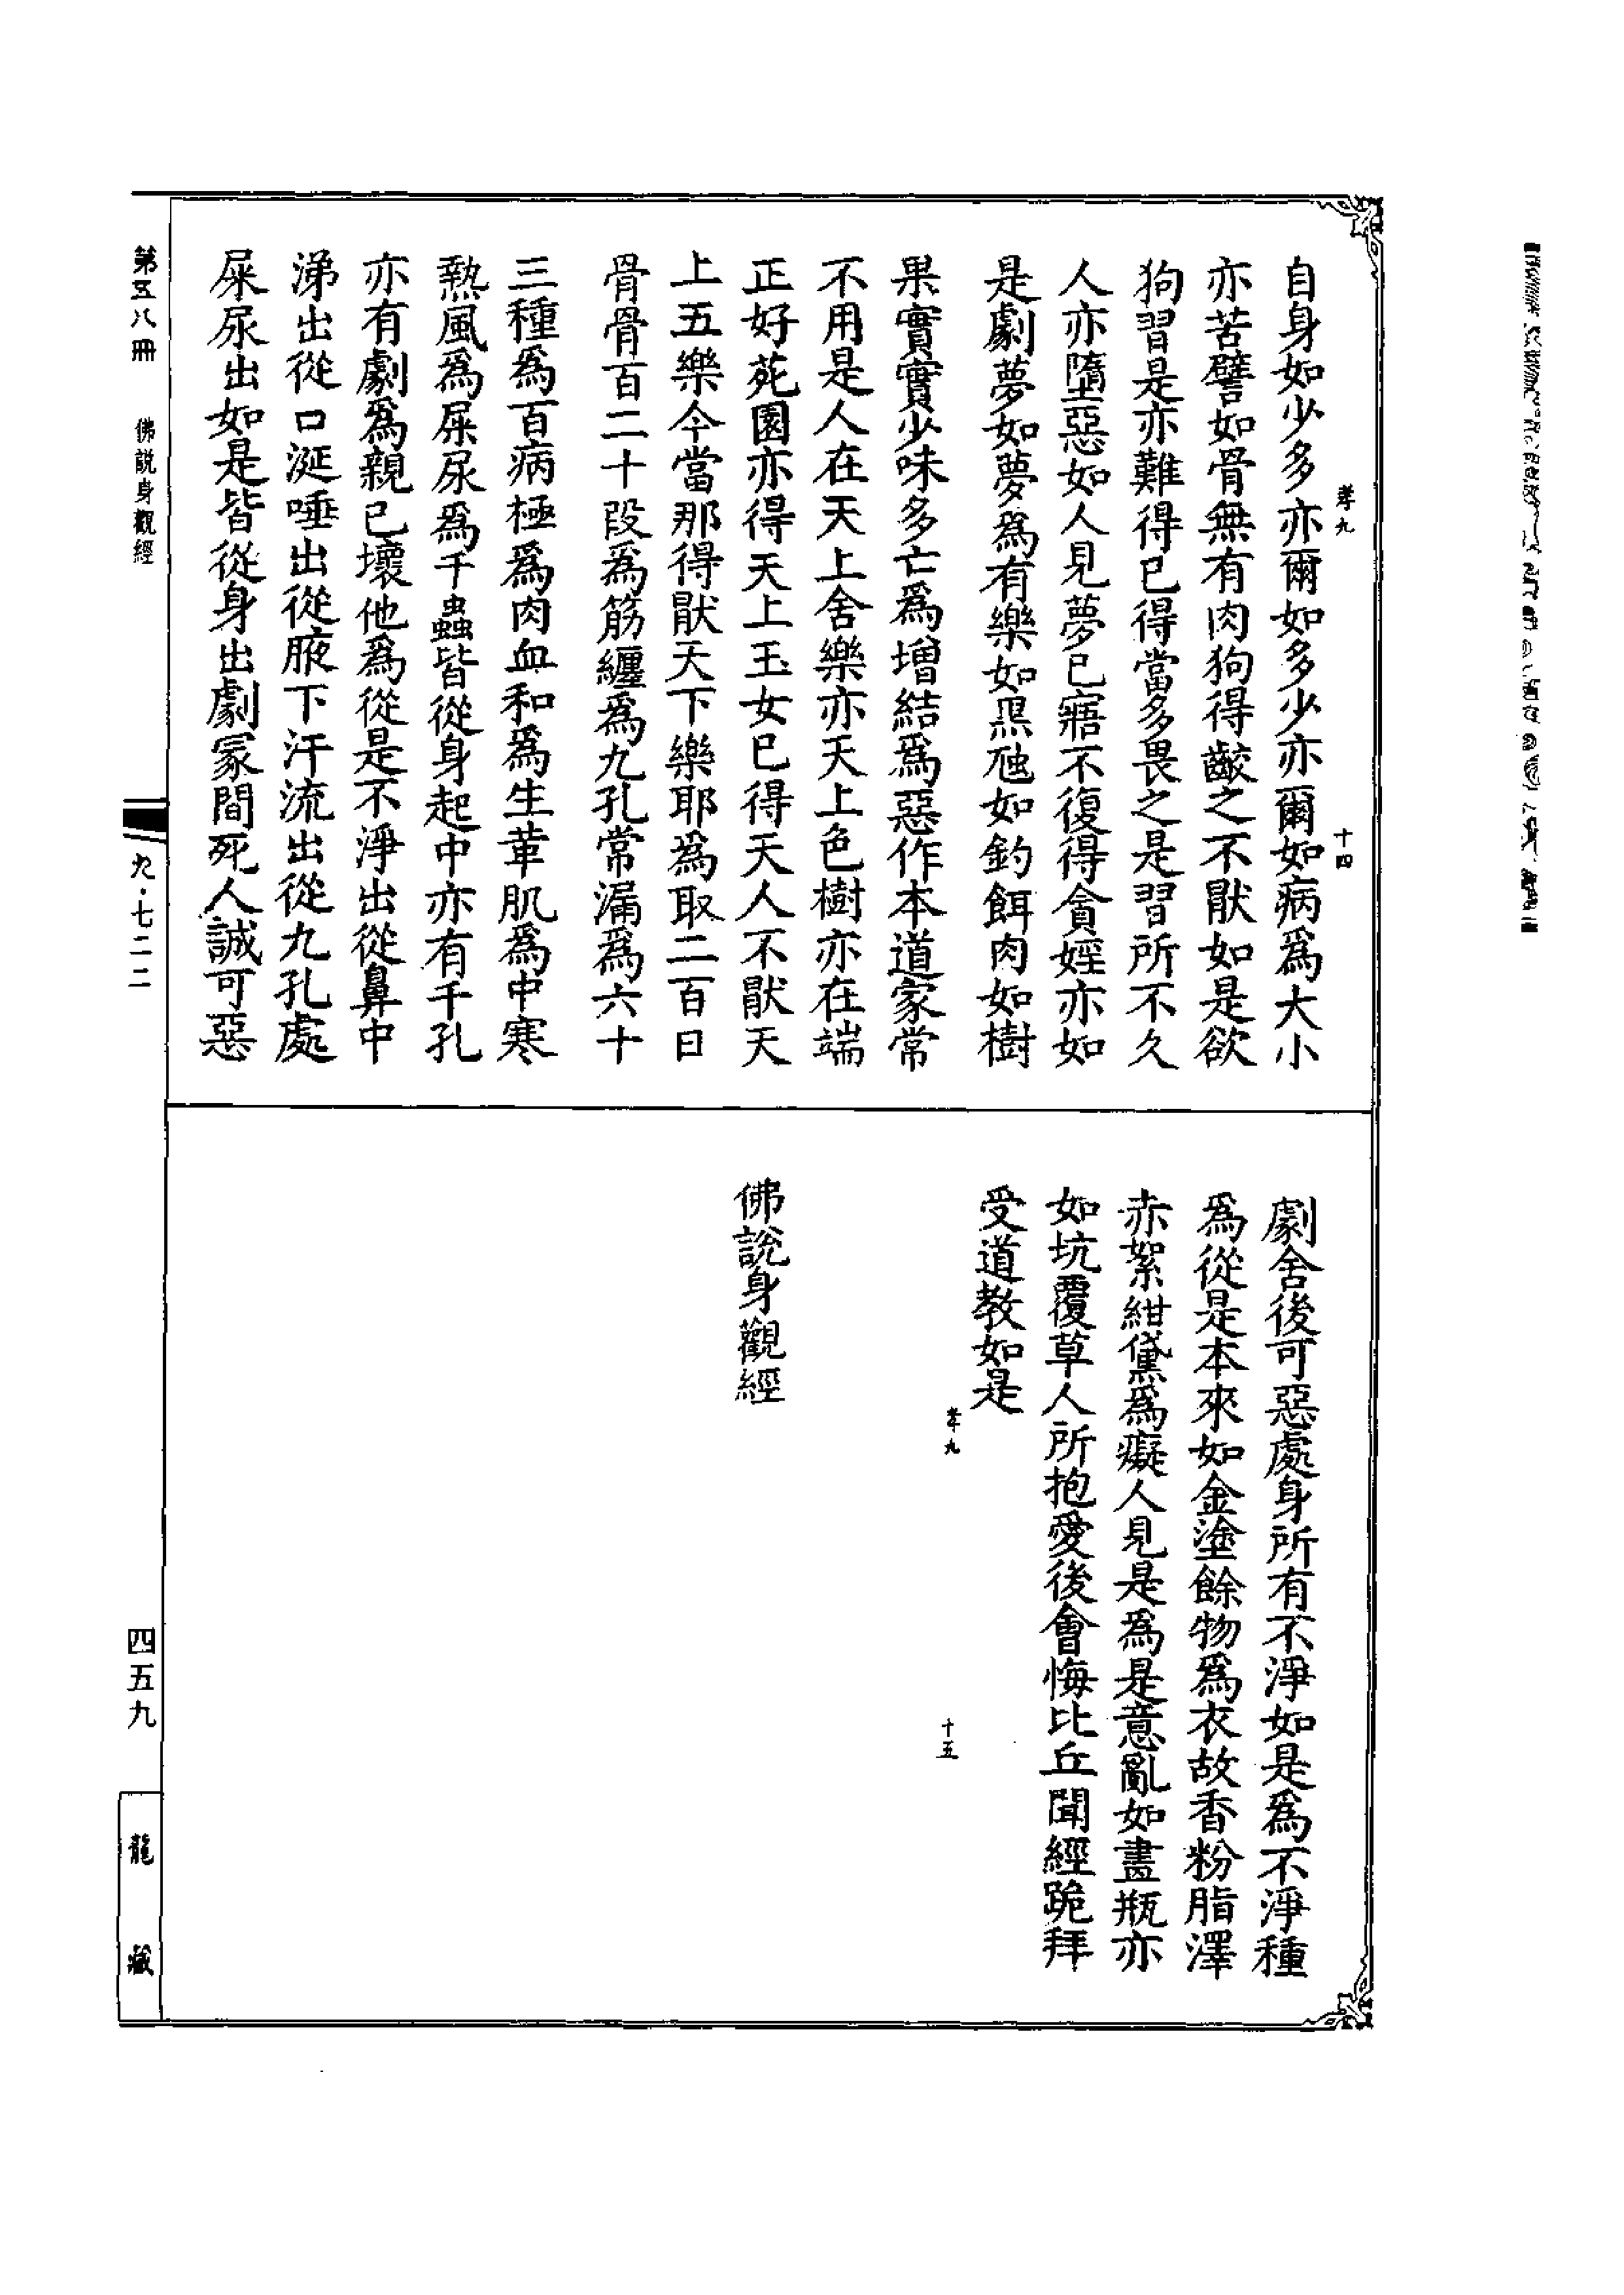 孝九 十四
自身如少多亦爾如多少亦爾如病爲大小
亦苦譬如骨無有肉狗得齩之不猒如是欲
狗習是亦難得已得當多畏之是習所不久
人亦墮惡如人見夢已寤不復得貪婬亦如
是劇夢如夢爲有樂如黑虺如釣餌肉如樹
果實實少味多亡爲增結爲惡作本道家常
不用是人在天上舍樂亦天上色樹亦在端
正好苑園亦得天上玉女已得天人不猒天
上五樂今當那得猒天下樂耶爲取二百日
骨骨百二十段爲筋纏爲九孔常漏爲六十
三種爲百病極爲肉血和爲生革肌爲中寒
熱風爲屎尿爲千蟲皆從身起中亦有千孔
亦有劇爲親已壞他爲從是不淨出從鼻中
涕出從口涎唾出從腋下汗流出從九孔處
屎尿出如是皆從身出劇冢間死人誠可惡
劇舍後可惡處身所有不淨如是爲不淨種
爲從是本來如金塗餘物爲衣故香粉脂澤
赤絮紺黛爲癡人見是爲是意亂如畫瓶亦
如坑覆草人所抱愛後會悔比丘聞經跪拜
受道教如是
孝九 十五
佛說身觀經
第五八冊 佛說身觀經 九·七二二 四五九 龍藏